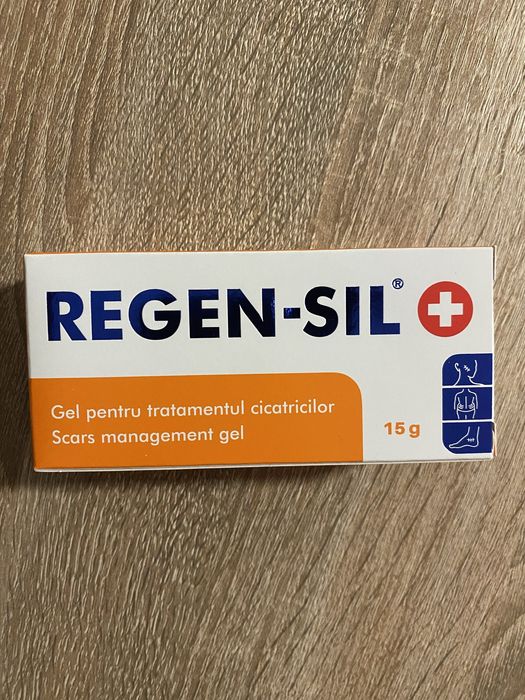 REGEN-SIL®
Gel pentru tratamentul cicatricilor
Scars management gel
15 g